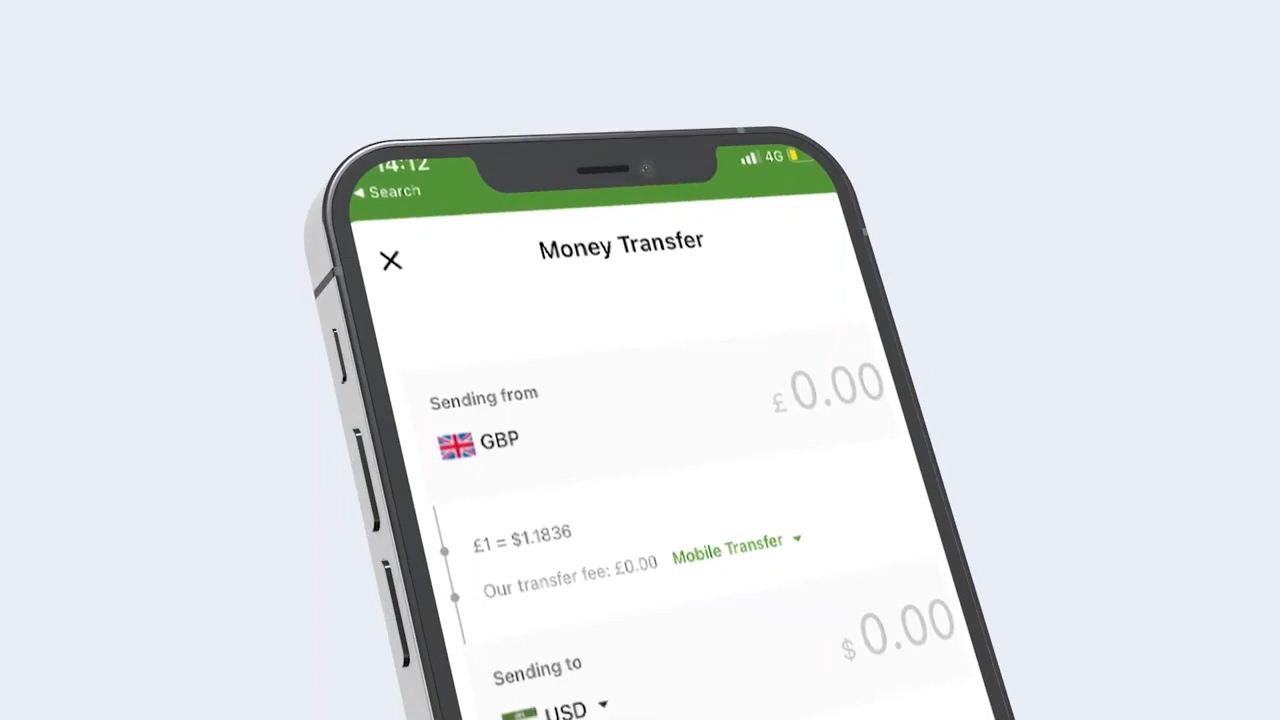 14:12
4G
Search
Money Transfer
Sending from
£0.00
GBP
£1 = $1.1836
Our transfer fee: £0.00 Mobile Transfer
Sending to
$0.00
USD